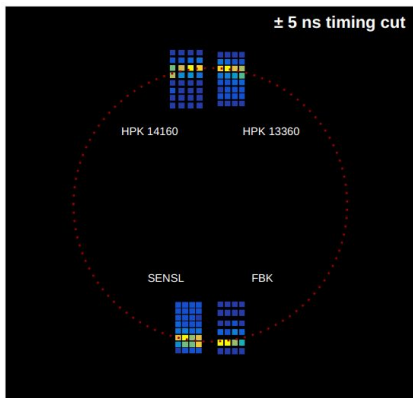 ± 5 ns timing cut
HPK 14160
HPK 13360
SENSL
FBK